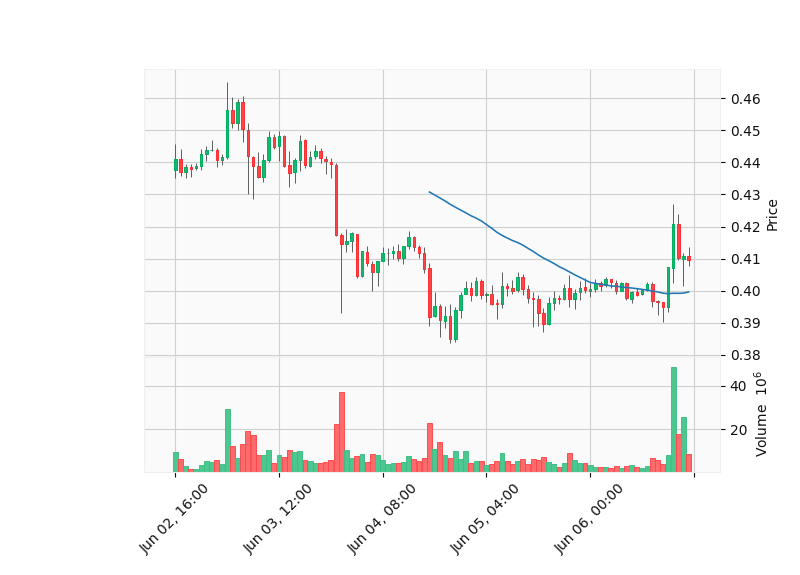 0.46
0.45
0.44
0.43
0.42
0.41
0.40
0.39
0.38
Price
40
20
Volume 10^6
Jun 02, 16:00
Jun 03, 12:00
Jun 04, 08:00
Jun 05, 04:00
Jun 06, 00:00